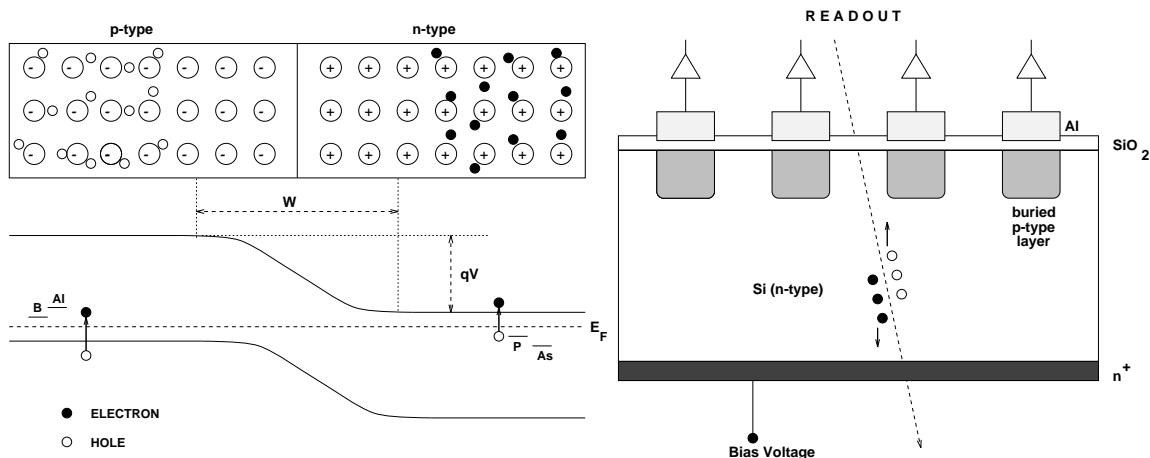 p-type
n-type
W
qV
B Al
P As
E F
ELECTRON
HOLE
READOUT
Al
SiO 2
buried
p-type
layer
Si (n-type)
n+
Bias Voltage